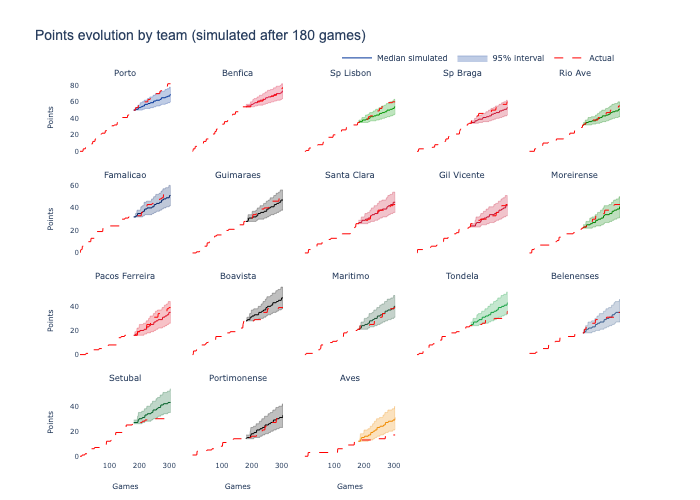 Points evolution by team (simulated after 180 games)
Median simulated 95% interval Actual
Porto Benfica Sp Lisbon Sp Braga Rio Ave
80
60
40
20
0
Points
Famalicao Guimaraes Santa Clara Gil Vicente Moreirense
60
40
20
0
Points
Pacos Ferreira Boavista Maritimo Tondela Belenenses
40
20
0
Points
Setubal Portimonense Aves
40
20
0
Points
100 200 300 100 200 300 100 200 300
Games Games Games